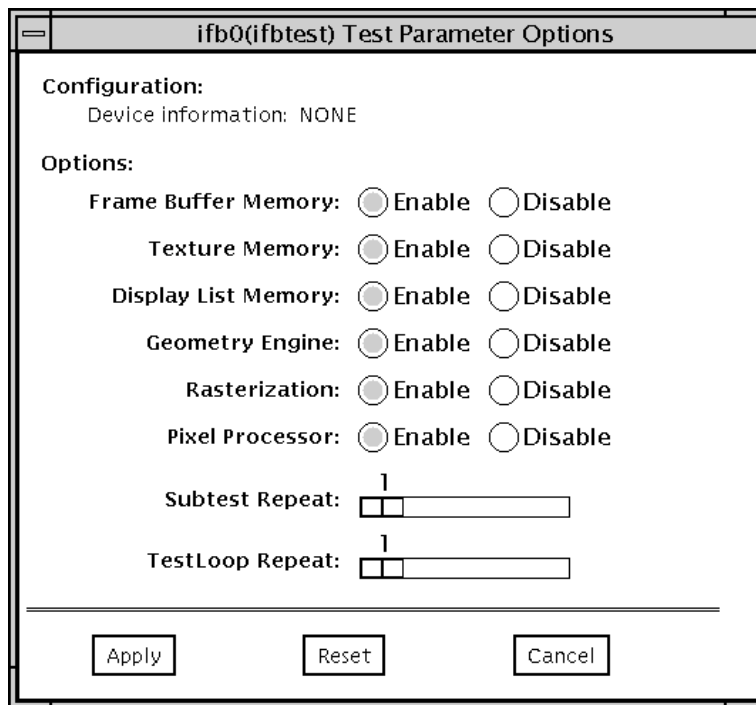 ifb0(ifbtest) Test Parameter Options
Configuration:
Device information: NONE
Options:
Frame Buffer Memory: Enable Disable
Texture Memory: Enable Disable
Display List Memory: Enable Disable
Geometry Engine: Enable Disable
Rasterization: Enable Disable
Pixel Processor: Enable Disable
1
Subtest Repeat:
1
TestLoop Repeat:
Apply Reset Cancel